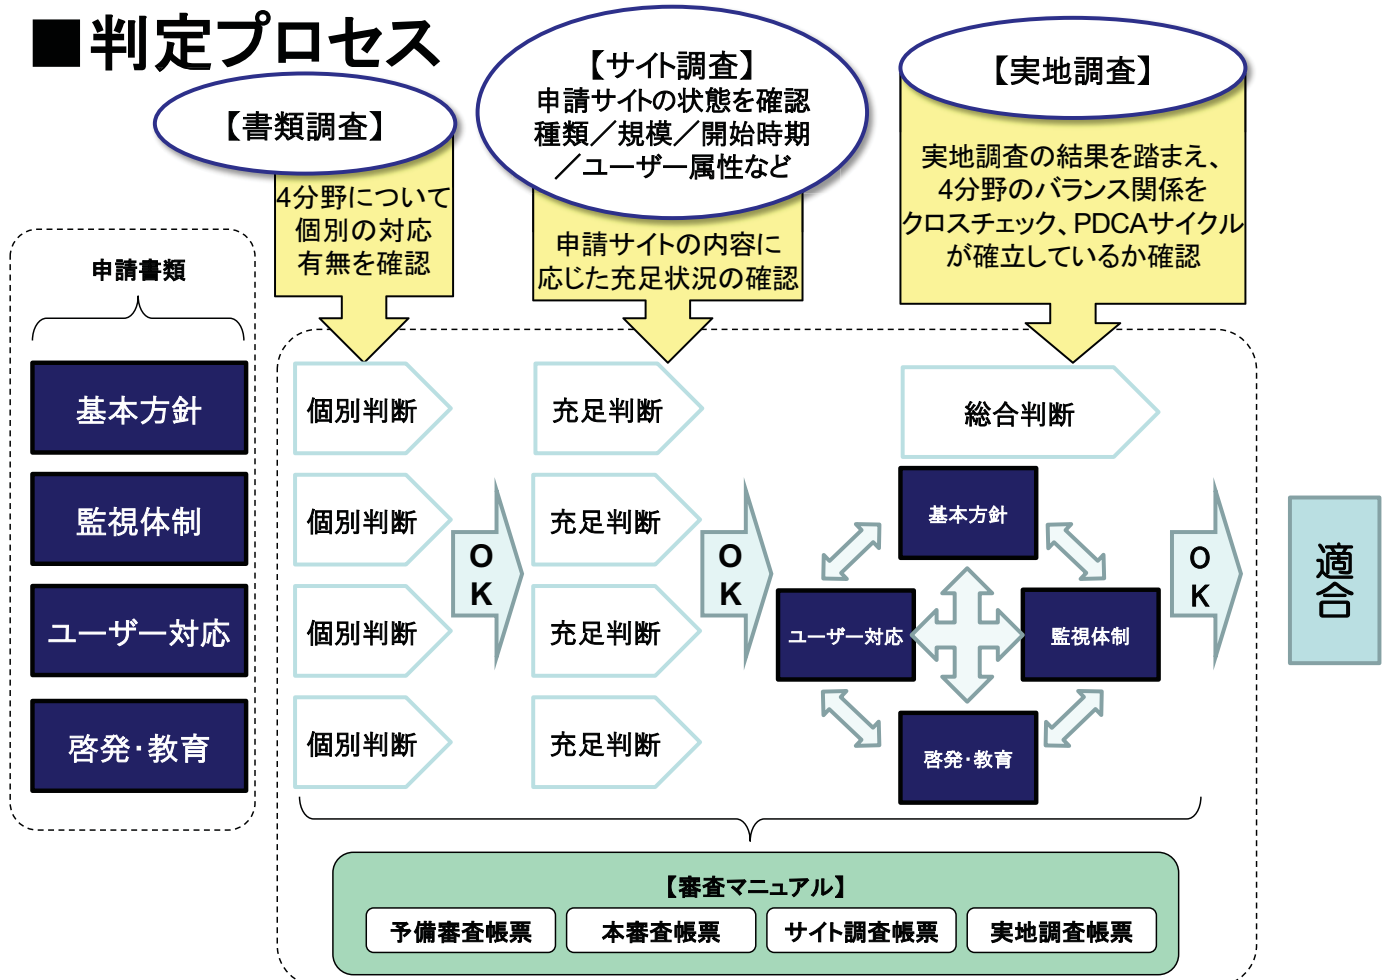 ■判定プロセス
【書類調査】
4分野について
個別の対応
有無を確認
【サイト調査】
申請サイトの状態を確認
種類／規模／開始時期
／ユーザー属性など
申請サイトの内容に
応じた充足状況の確認
【実地調査】
実地調査の結果を踏まえ、
4分野のバランス関係を
クロスチェック、PDCAサイクル
が確立しているか確認
申請書類
基本方針
監視体制
ユーザー対応
啓発・教育
個別判断
個別判断
個別判断
個別判断
OK
充足判断
充足判断
充足判断
充足判断
OK
総合判断
基本方針
ユーザー対応
監視体制
啓発・教育
OK
適合
【審査マニュアル】
予備審査帳票
本審査帳票
サイト調査帳票
実地調査帳票